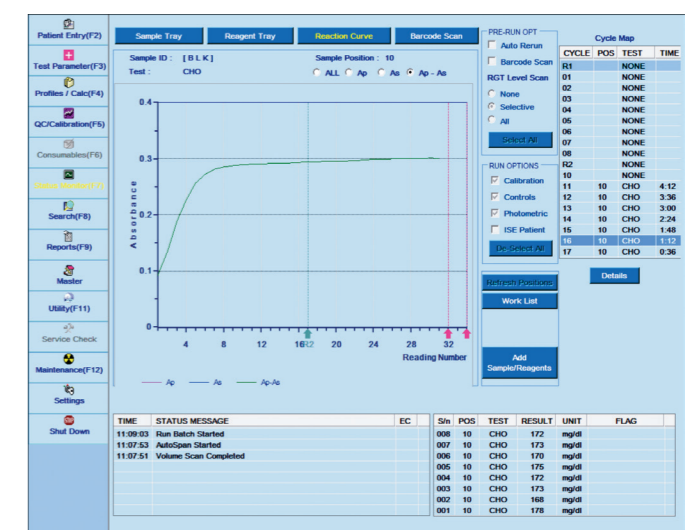 Patient Entry(F2)
Test Parameter(F3)
Profiles / Calc(F4)
QC/Calibration(F5)
Consumables(F6)
Search(F8)
Reports(F9)
Master
Utility(F11)
Service Check
Maintenance(F12)
Settings
Shut Down
Sample Tray Reagent Tray Reaction Curve Barcode Scan
Sample ID : [ B L K ] Sample Position : 10
Test : CHO ALL Ap As Ap - As
Absorbance
0.4
0.3
0.2
0.1
0
4 8 12 16 R2 20 24 28 32
Reading Number
Ap As Ap-As
PRE-RUN OPT
Auto Rerun
Barcode Scan
RGT Level Scan
None
Selective
All
Select All
RUN OPTIONS
Calibration
Controls
Photometric
ISE Patient
De-Select All
Refresh Positions
Work List
Add
Sample/Reagents
Cycle Map
CYCLE POS TEST TIME
R1 NONE
01 NONE
02 NONE
03 NONE
04 NONE
05 NONE
06 NONE
07 NONE
08 NONE
R2 NONE
10 NONE
11 10 CHO 4:12
12 10 CHO 3:36
13 10 CHO 3:00
14 10 CHO 2:24
15 10 CHO 1:48
16 10 CHO 1:12
17 10 CHO 0:36
Details
TIME STATUS MESSAGE EC
11:09:03 Run Batch Started
11:07:53 AutoSpan Started
11:07:51 Volume Scan Completed
S/n POS TEST RESULT UNIT FLAG
008 10 CHO 172 mg/dl
007 10 CHO 173 mg/dl
006 10 CHO 170 mg/dl
005 10 CHO 175 mg/dl
004 10 CHO 172 mg/dl
003 10 CHO 173 mg/dl
002 10 CHO 168 mg/dl
001 10 CHO 178 mg/dl